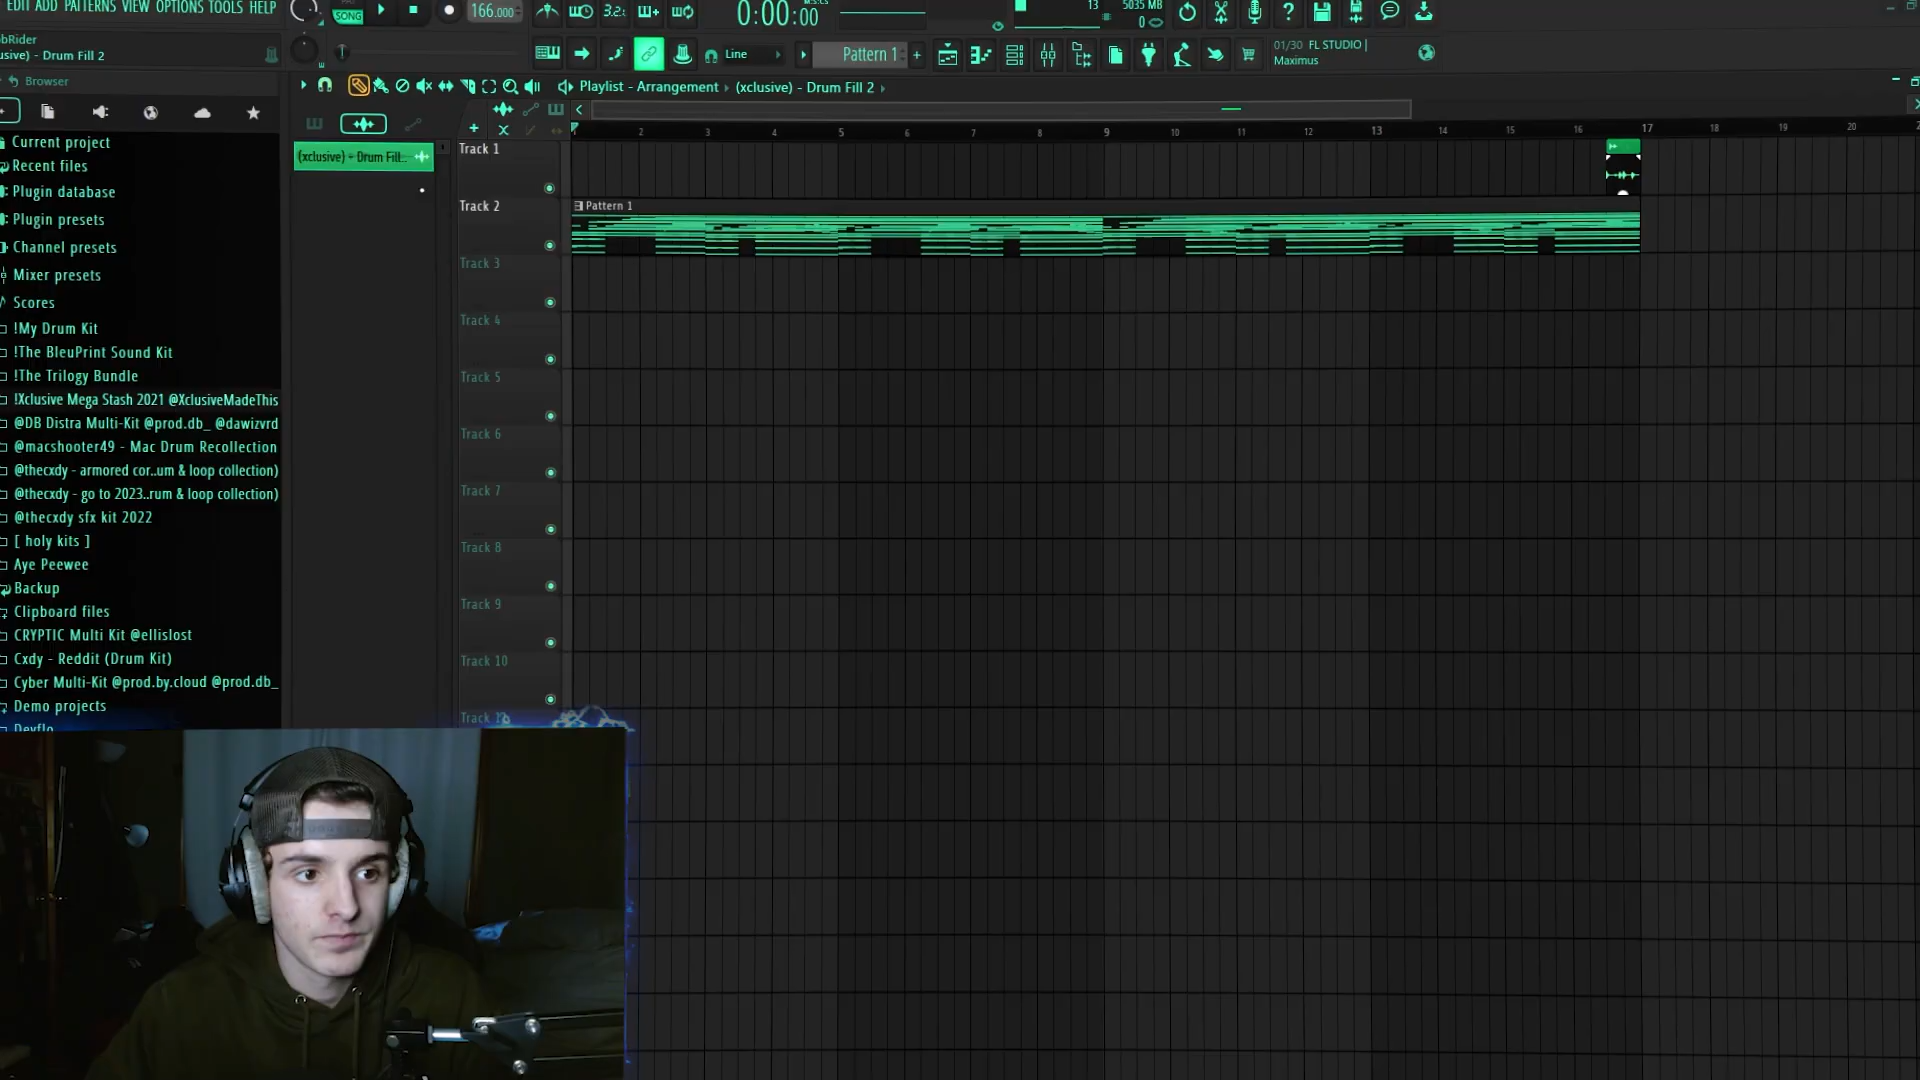 EDIT ADD PATTERNS VIEW OPTIONS TOOLS HELP
SONG
166.000
3.2:
0:00:00
M:S:CS
13
5035 MB
0
bRider
usive) - Drum Fill 2
Line
Pattern 1
01/30 FL STUDIO |
Maximus
Browser
Playlist - Arrangement
(xclusive) - Drum Fill 2
Current project
Recent files
Plugin database
Plugin presets
Channel presets
Mixer presets
Scores
!My Drum Kit
!The BleuPrint Sound Kit
!The Trilogy Bundle
!Xclusive Mega Stash 2021 @XclusiveMadeThis
@DB Distra Multi-Kit @prod.db_ @dawizvrd
@macshooter49 - Mac Drum Recollection
@thecxdy - armored cor..um & loop collection)
@thecxdy - go to 2023..rum & loop collection)
@thecxdy sfx kit 2022
[ holy kits ]
Aye Peewee
Backup
Clipboard files
CRYPTIC Multi Kit @ellislost
Cxdy - Reddit (Drum Kit)
Cyber Multi-Kit @prod.by.cloud @prod.db_
Demo projects
Devflo
(xclusive) - Drum Fill..
2 3 4 5 6 7 8 9 10 11 12 13 14 15 16 17 18 19 20
Track 1
Track 2
Pattern 1
Track 3
Track 4
Track 5
Track 6
Track 7
Track 8
Track 9
Track 10